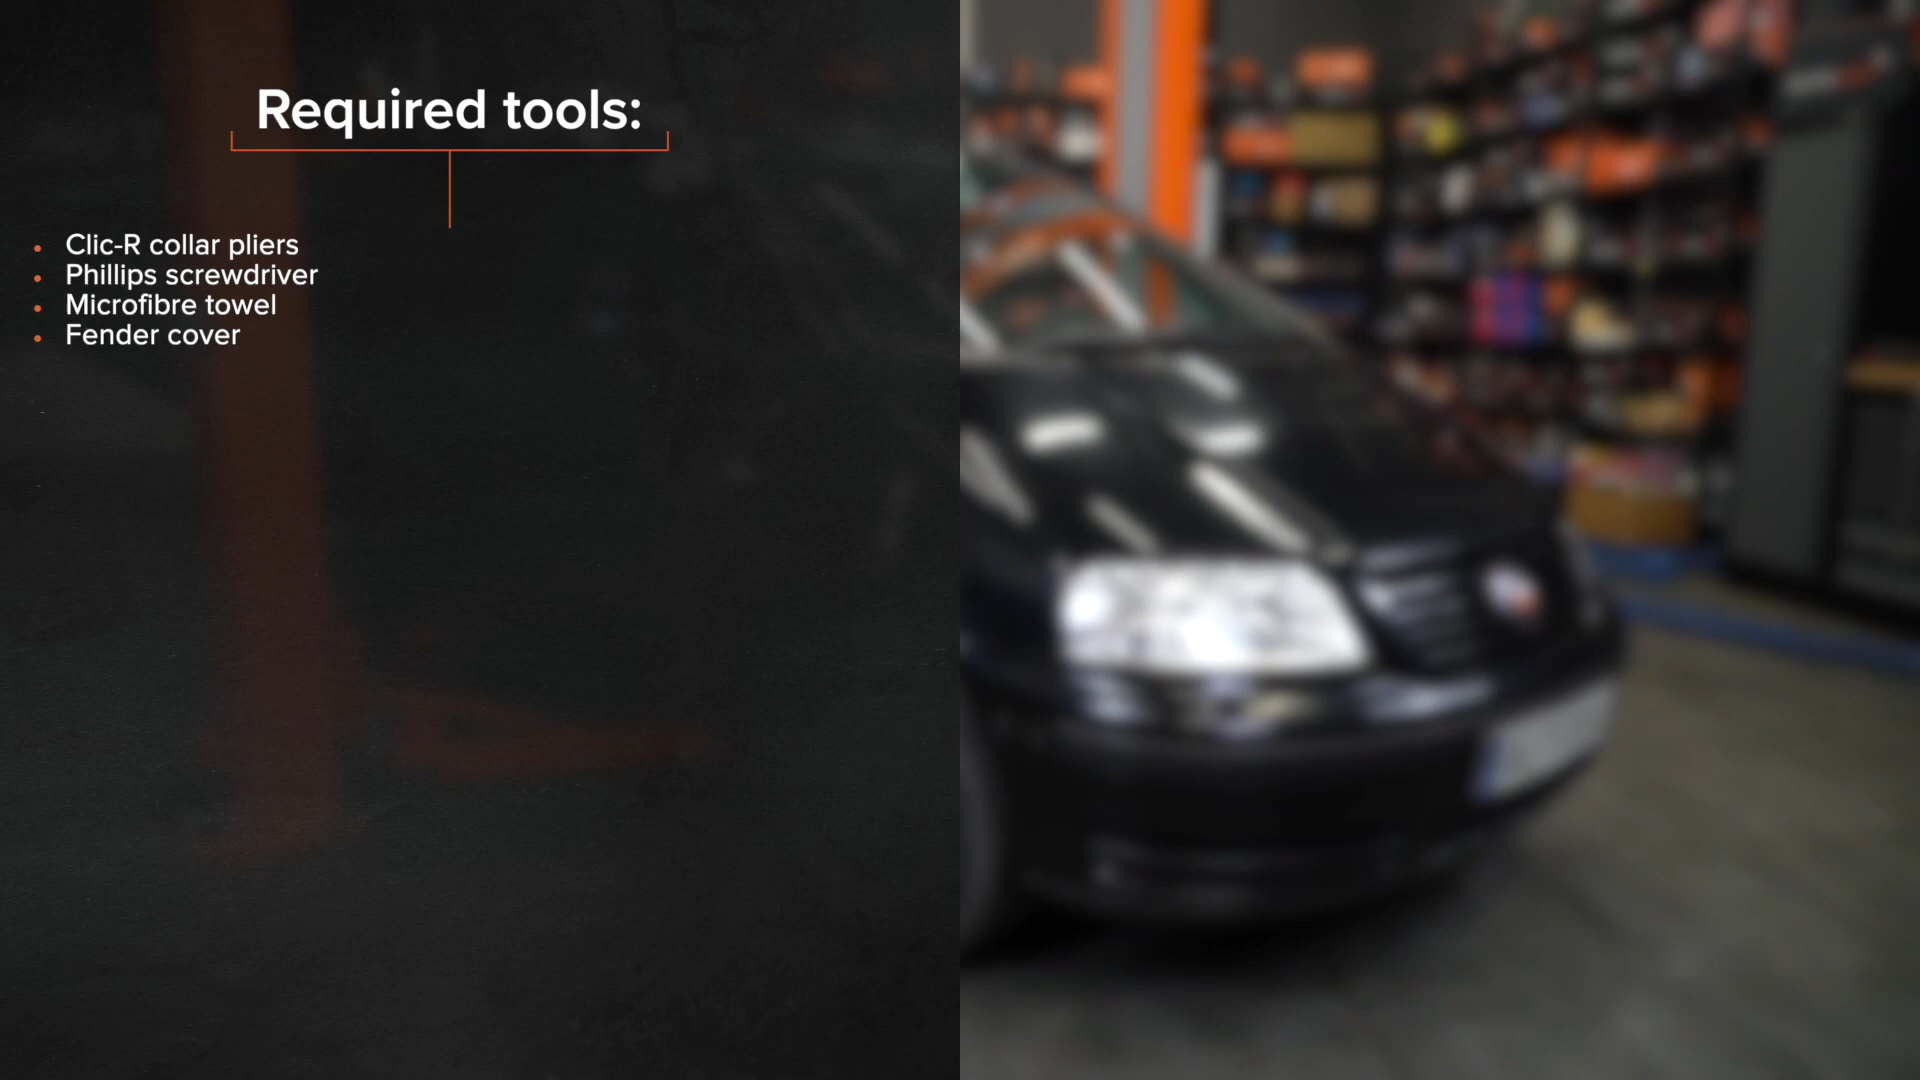 Required tools:
Clic-R collar pliers
Phillips screwdriver
Microfibre towel
Fender cover